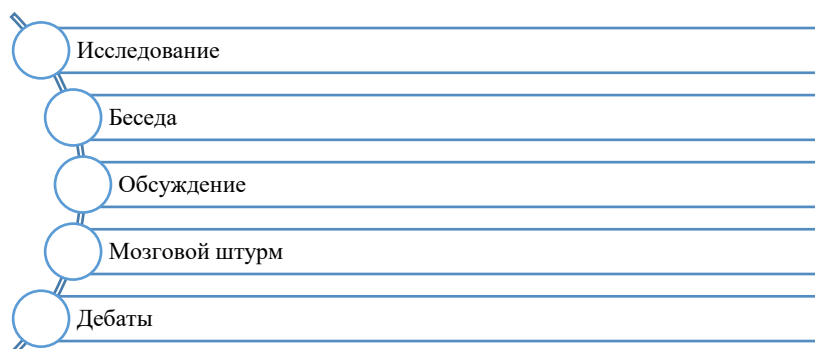 Исследование
Беседа
Обсуждение
Мозговой штурм
Дебаты